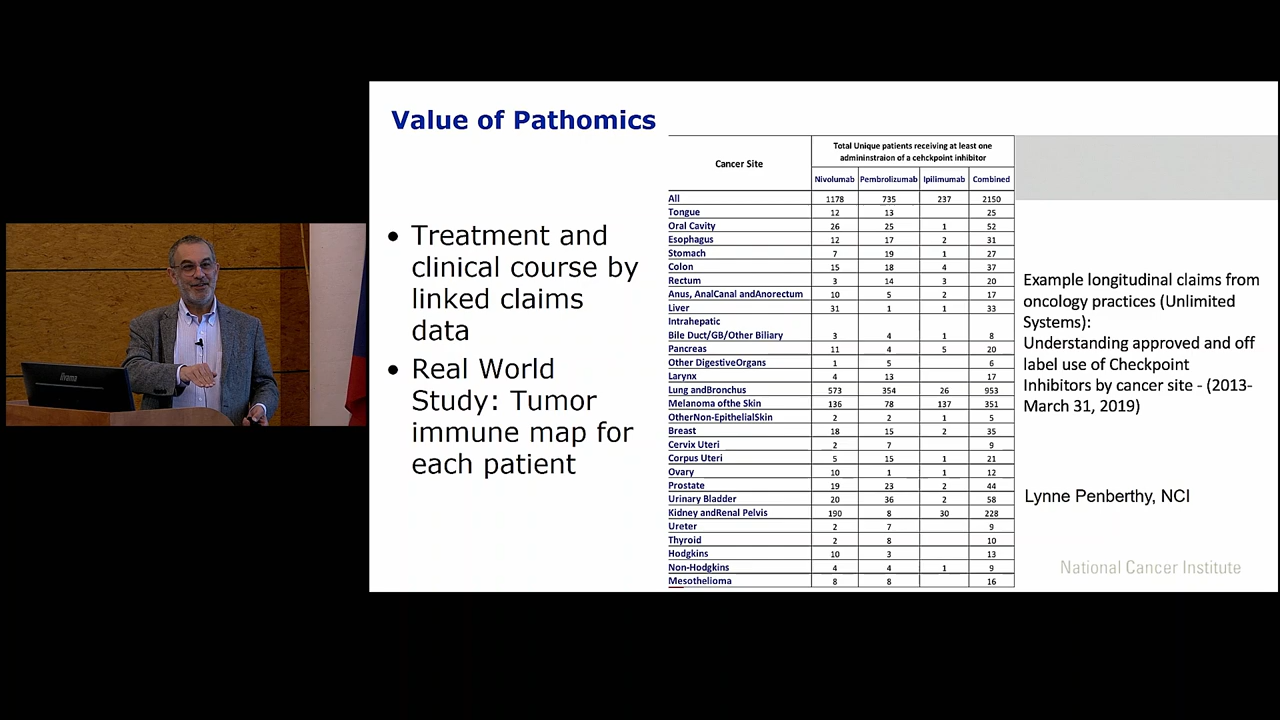 Value of Pathomics
• Treatment and
clinical course by
linked claims
data
• Real World
Study: Tumor
immune map for
each patient
Cancer Site
Total Unique patients receiving at least one
admininstraion of a cehckpoint inhibitor
Nivolumab Pembrolizumab Ipilimumab Combined
All 1178 735 237 2150
Tongue 12 13 25
Oral Cavity 26 25 1 52
Esophagus 12 17 2 31
Stomach 7 19 1 27
Colon 15 18 4 37
Rectum 3 14 3 20
Anus, AnalCanal andAnorectum 10 5 2 17
Liver 31 1 1 33
Intrahepatic
Bile Duct/GB/Other Biliary 3 4 1 8
Pancreas 11 4 5 20
Other DigestiveOrgans 1 5 6
Larynx 4 13 17
Lung andBronchus 573 354 26 953
Melanoma ofthe Skin 136 78 137 351
OtherNon-EpithelialSkin 2 2 1 5
Breast 18 15 2 35
Cervix Uteri 2 7 9
Corpus Uteri 5 15 1 21
Ovary 10 1 1 12
Prostate 19 23 2 44
Urinary Bladder 20 36 2 58
Kidney andRenal Pelvis 190 8 30 228
Ureter 2 7 9
Thyroid 2 8 10
Hodgkins 10 3 13
Non-Hodgkins 4 4 1 9
Mesothelioma 8 8 16
Example longitudinal claims from
oncology practices (Unlimited
Systems):
Understanding approved and off
label use of Checkpoint
Inhibitors by cancer site - (2013-
March 31, 2019)
Lynne Penberthy, NCI
National Cancer Institute
iiyama